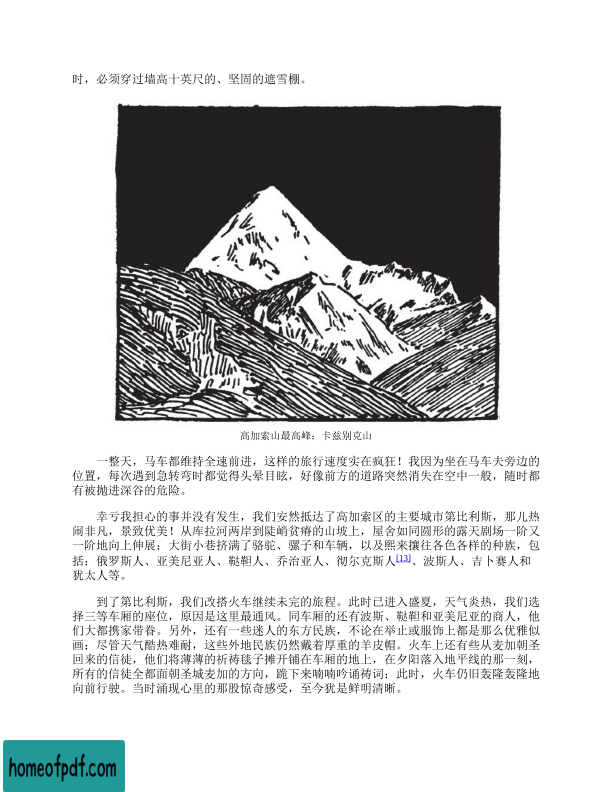 时，必须穿过墙高十英尺的、坚固的遮雪棚。
高加索山最高峰：卡兹别克山
一整天，马车都维持全速前进，这样的旅行速度实在疯狂！我因为坐在马车夫旁边的
位置，每次遇到急转弯时都觉得头晕目眩，好像前方的道路突然消失在空中一般，随时都
有被抛进深谷的危险。
幸亏我担心的事并没有发生，我们安然抵达了高加索区的主要城市第比利斯，那儿热
闹非凡，景致优美！从库拉河两岸到陡峭贫瘠的山坡上，屋舍如同圆形的露天剧场一阶又
一阶地向上伸展；大街小巷挤满了骆驼、骡子和车辆，以及熙来攘往各色各样的种族，包
括：俄罗斯人、亚美尼亚人、鞑靼人、乔治亚人、彻尔克斯人[13]、波斯人、吉卜赛人和
犹太人等。
到了第比利斯，我们改搭火车继续未完的旅程。此时已进入盛夏，天气炎热，我们选
择三等车厢的座位，原因是这里最通风。同车厢的还有波斯、鞑靼和亚美尼亚的商人，他
们大都携家带眷。另外，还有一些迷人的东方民族，不论在举止或服饰上都是那么优雅似
画；尽管天气酷热难耐，这些外地民族仍然戴着厚重的羊皮帽。火车上还有些从麦加朝圣
回来的信徒，他们将薄薄的祈祷毯子摊开铺在车厢的地上，在夕阳落入地平线的那一刻，
所有的信徒全都面朝圣城麦加的方向，跪下来喃喃吟诵祷词；此时，火车仍旧轰隆轰隆地
向前行驶。当时涌现心里的那股惊奇感受，至今犹是鲜明清晰。
homeofpdf.com